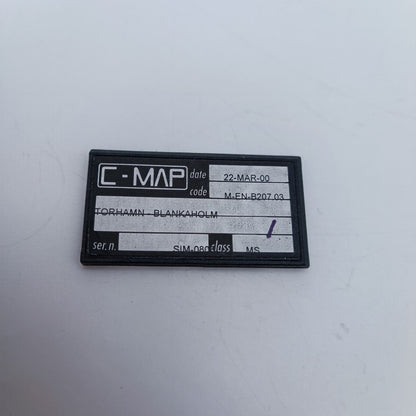 C-MAP date 22-MAR-00
code M-EN-B207.03
TORHAMN - BLANKAHOLM
ser.n. SIM-080 class MS